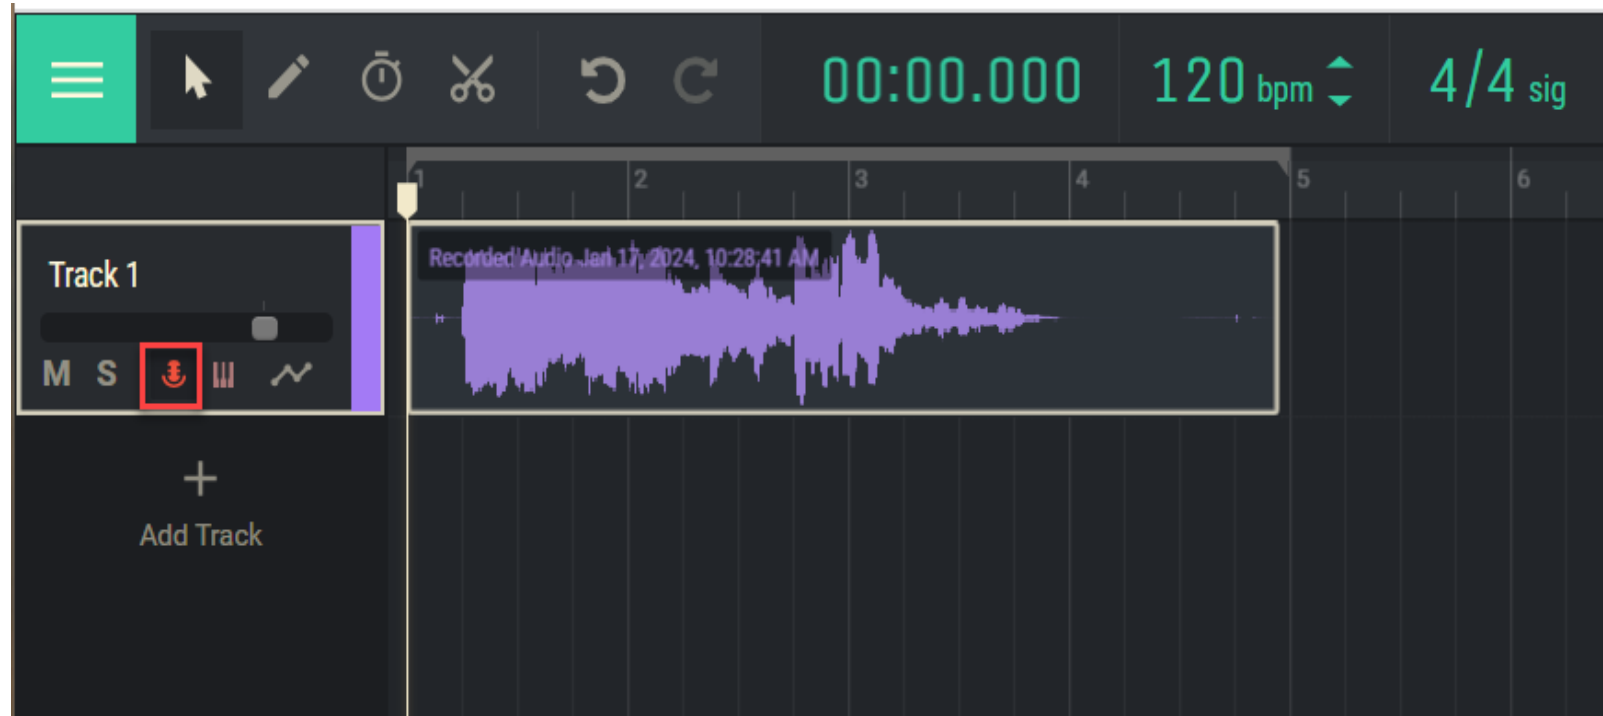 00:00.000 120 bpm 4/4 sig
1 2 3 4 5 6
Track 1
Recorded Audio Jan 17, 2024, 10:28:41 AM
M S
Add Track